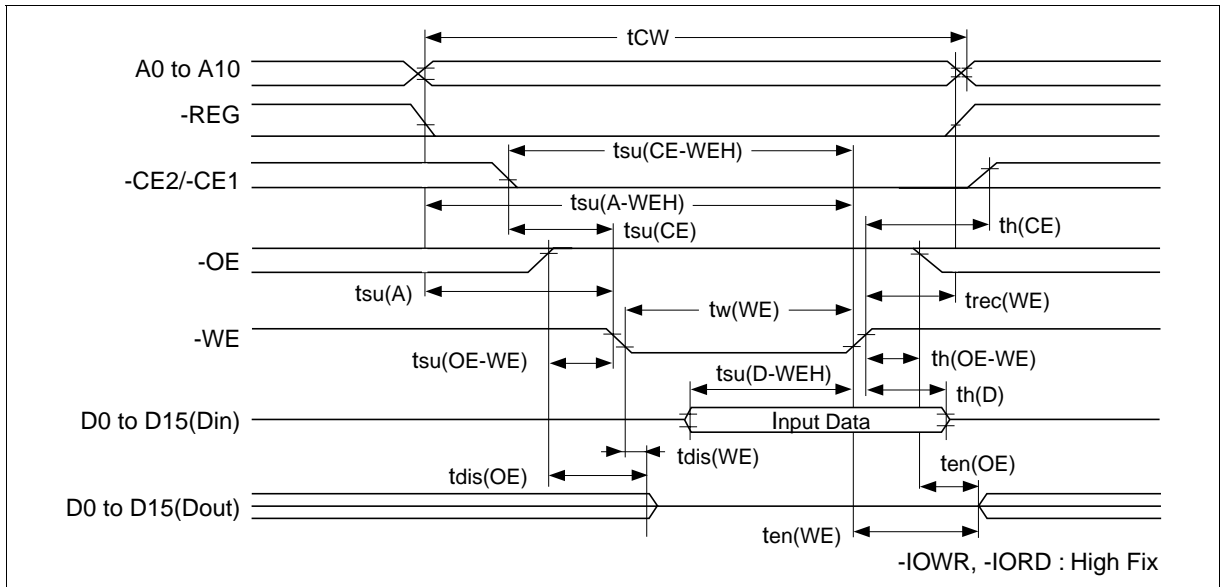 tCW
A0 to A10
-REG
tsu(CE-WEH)
-CE2/-CE1
tsu(A-WEH)
tsu(CE)
th(CE)
-OE
tsu(A)
trec(WE)
tw(WE)
-WE
tsu(OE-WE)
th(OE-WE)
tsu(D-WEH)
th(D)
D0 to D15(Din)
Input Data
tdis(WE)
ten(OE)
tdis(OE)
D0 to D15(Dout)
ten(WE)
-IOWR, -IORD : High Fix